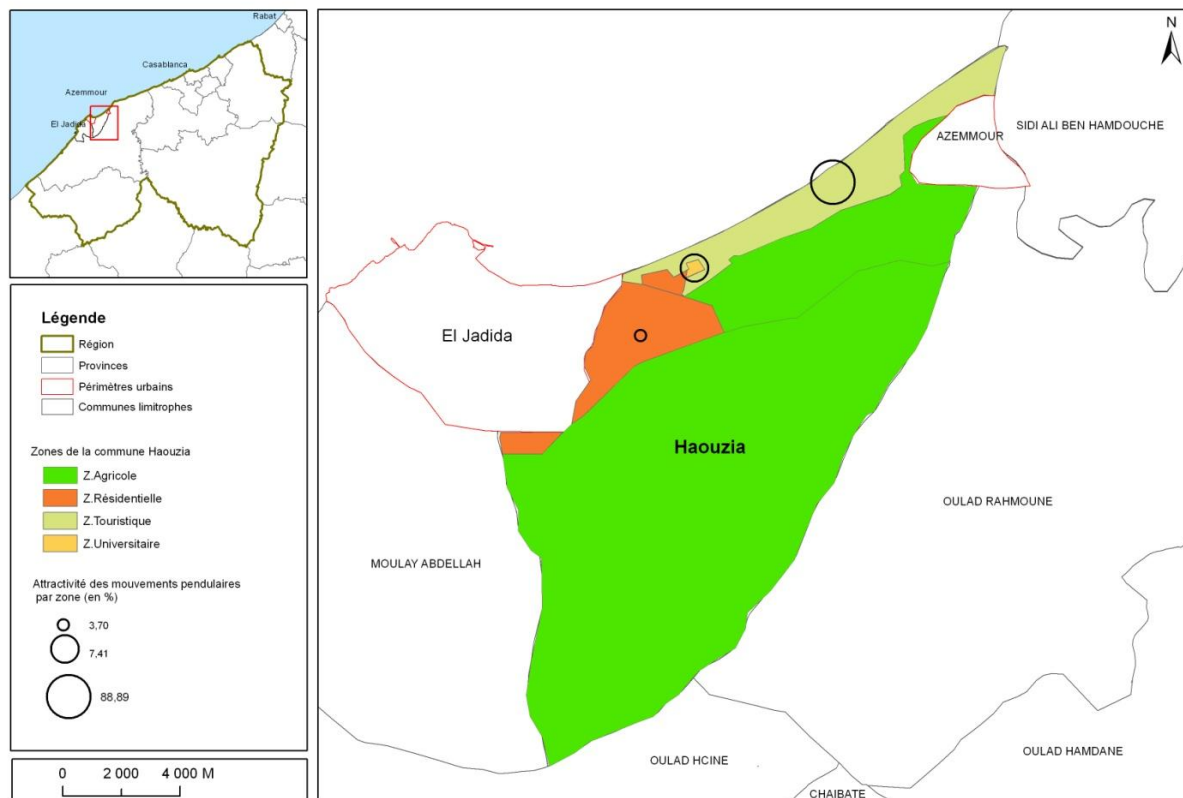 Rabat
Casablanca
Azemmour
El Jadida
Légende
Région
Provinces
Périmètres urbains
Communes limitrophes
Zones de la commune Haouzia
Z.Agricole
Z.Résidentielle
Z.Touristique
Z.Universitaire
Attractivité des mouvements pendulaires
par zone (en %)
3,70
7,41
88,89
0 2 000 4 000 M
N
SIDI ALI BEN HAMDOUCHE
AZEMMOUR
El Jadida
Haouzia
OULAD RAHMOUNE
MOULAY ABDELLAH
OULAD HCINE
OULAD HAMDANE
CHAIBATE